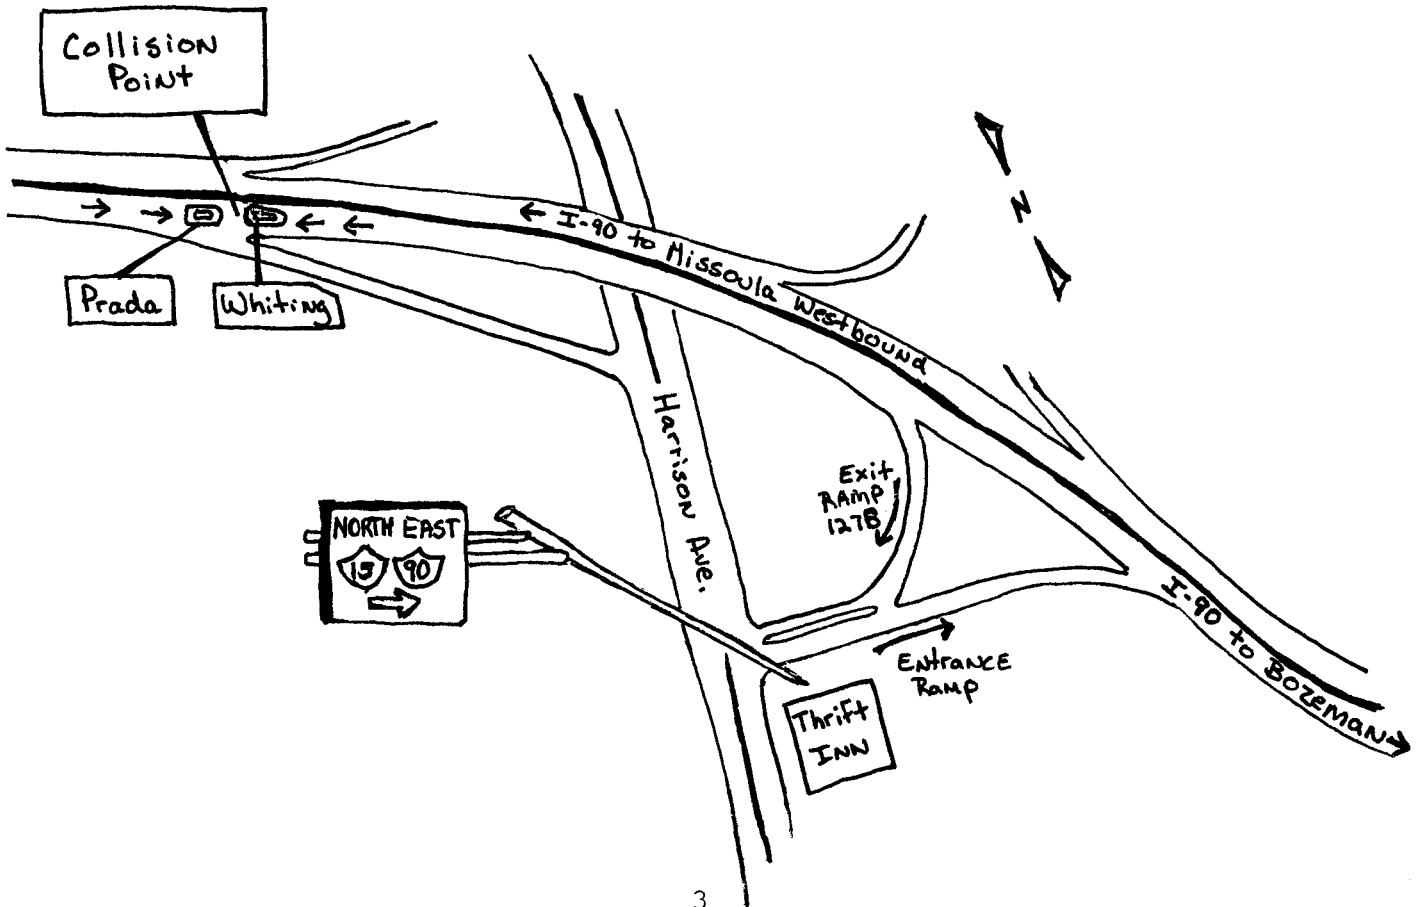 Collision
Point
N
I-90 to Missoula Westbound
Prada
Whiting
Harrison Ave.
Exit
RAMP
127B
NORTH EAST
15 90
I-90 to BOZEMAN
ENTRANCE
Ramp
Thrift
INN
3